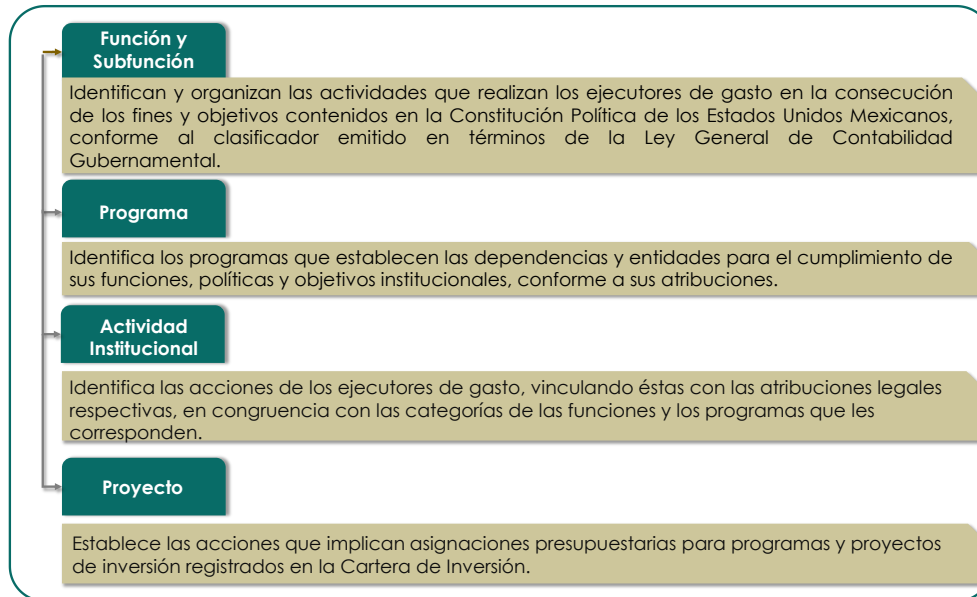 Función y
Subfunción
Identifican y organizan las actividades que realizan los ejecutores de gasto en la consecución
de los fines y objetivos contenidos en la Constitución Política de los Estados Unidos Mexicanos,
conforme al clasificador emitido en términos de la Ley General de Contabilidad
Gubernamental.
Programa
Identifica los programas que establecen las dependencias y entidades para el cumplimiento de
sus funciones, políticas y objetivos institucionales, conforme a sus atribuciones.
Actividad
Institucional
Identifica las acciones de los ejecutores de gasto, vinculando éstas con las atribuciones legales
respectivas, en congruencia con las categorías de las funciones y los programas que les
corresponden.
Proyecto
Establece las acciones que implican asignaciones presupuestarias para programas y proyectos
de inversión registrados en la Cartera de Inversión.